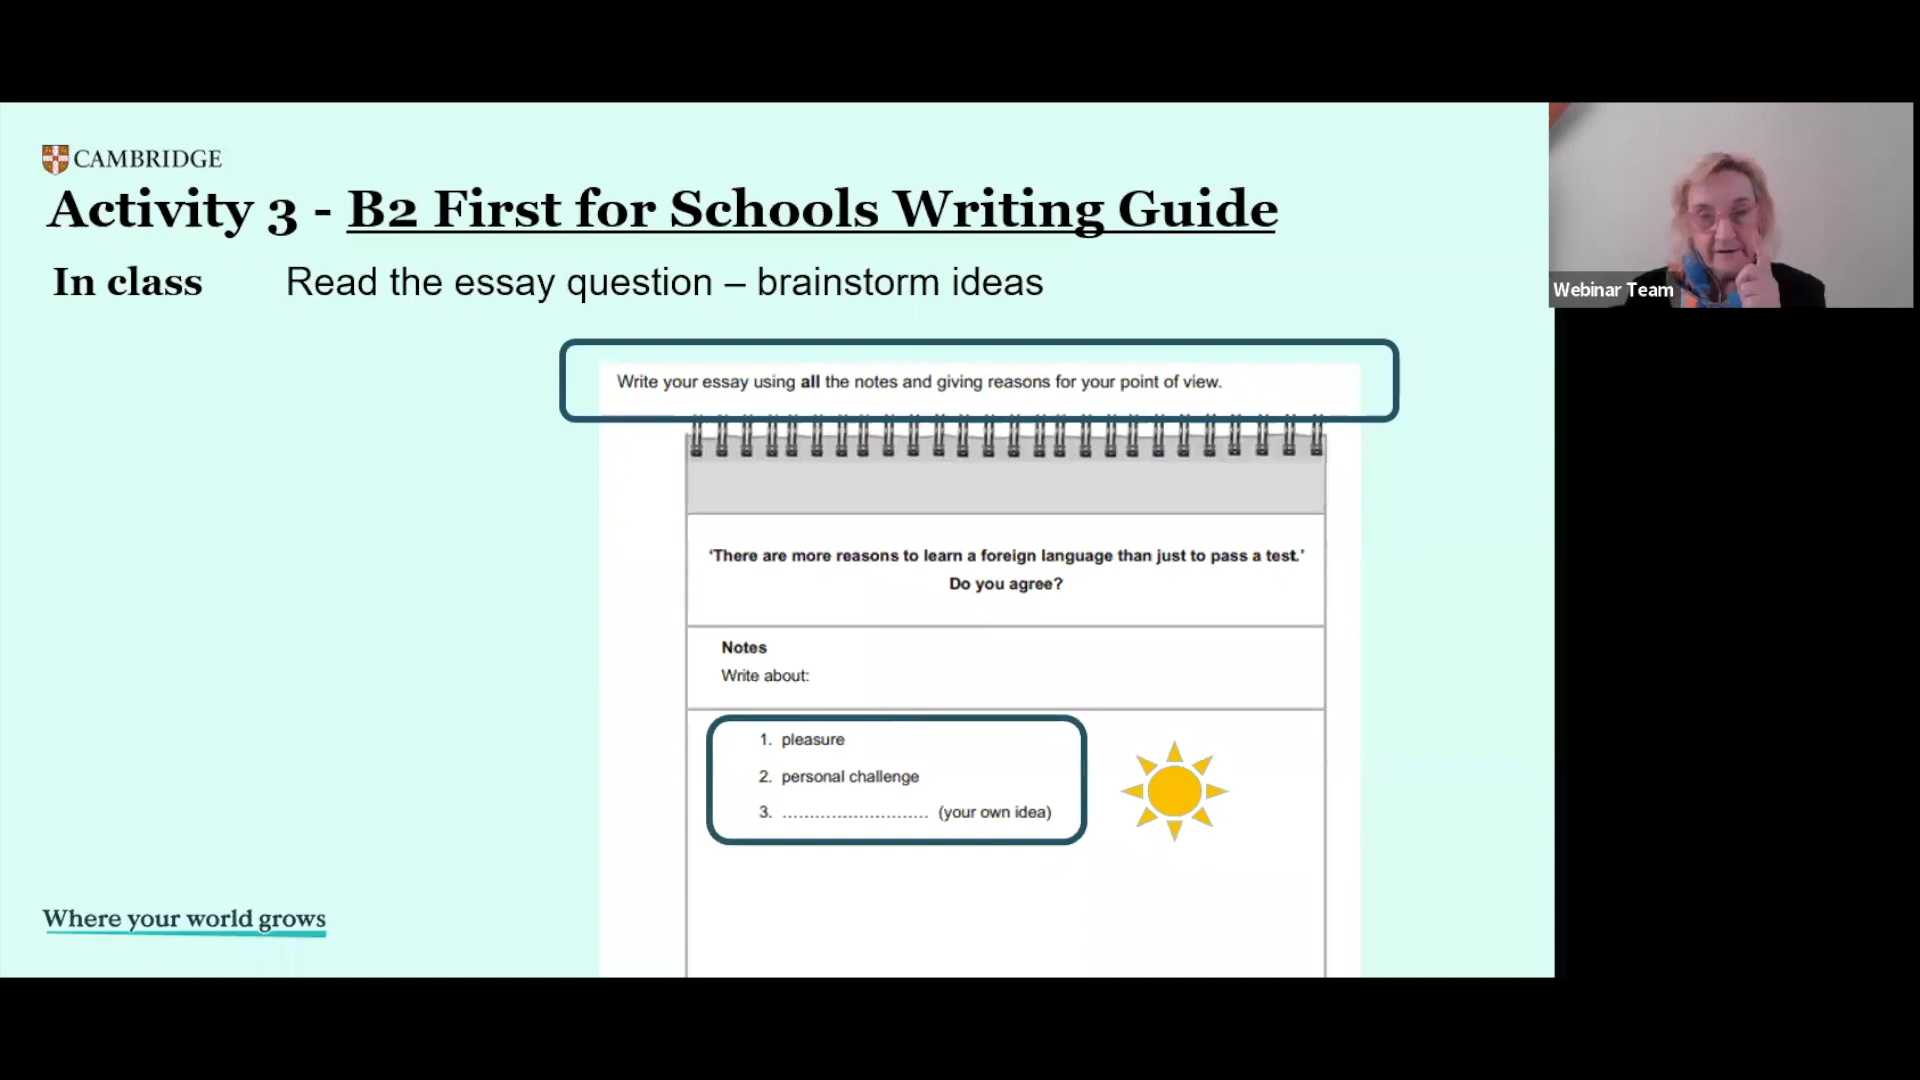 CAMBRIDGE
Activity 3 - B2 First for Schools Writing Guide
In class Read the essay question – brainstorm ideas
Webinar Team
Write your essay using all the notes and giving reasons for your point of view.
‘There are more reasons to learn a foreign language than just to pass a test.’
Do you agree?
Notes
Write about:
1. pleasure
2. personal challenge
3. ............................ (your own idea)
Where your world grows